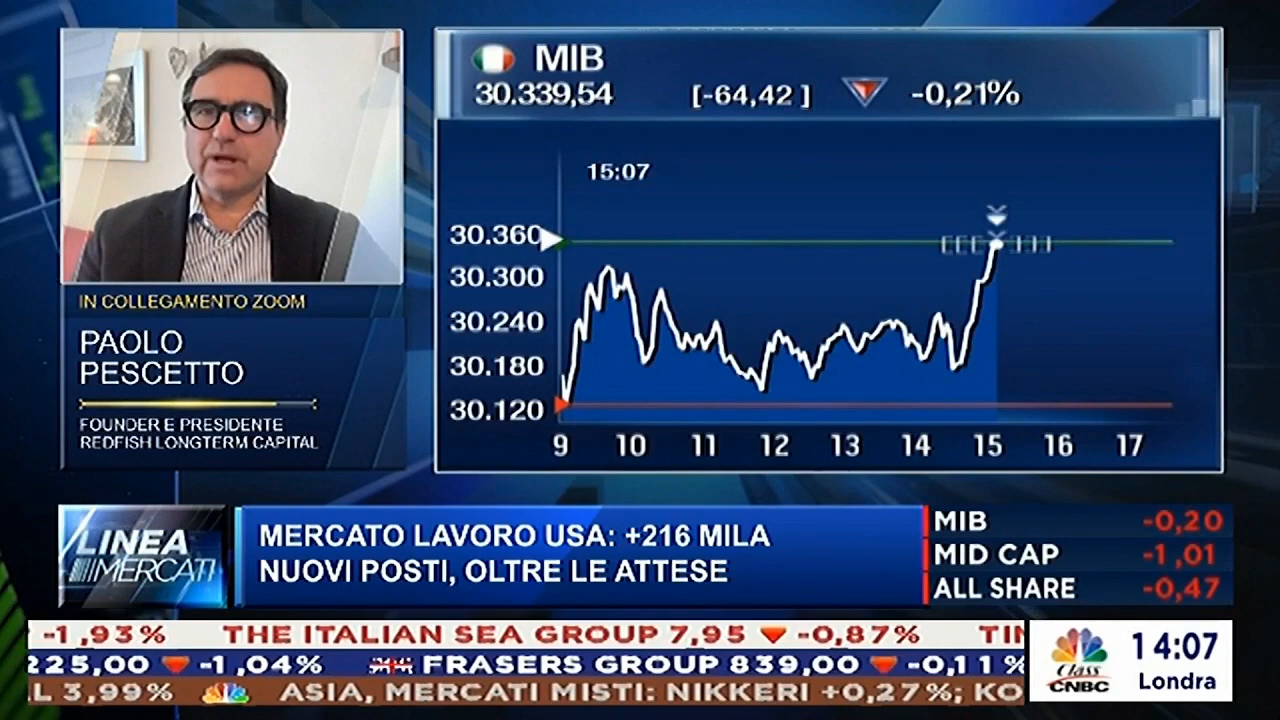 MIB
30.339,54 [-64,42 ] -0,21%
15:07
30.360
30.300
30.240
30.180
30.120
9 10 11 12 13 14 15 16 17
IN COLLEGAMENTO ZOOM
PAOLO
PESCETTO
FOUNDER E PRESIDENTE
REDFISH LONGTERM CAPITAL
LINEA
MERCATI
MERCATO LAVORO USA: +216 MILA
NUOVI POSTI, OLTRE LE ATTESE
MIB -0,20
MID CAP -1,01
ALL SHARE -0,47
-1,93% THE ITALIAN SEA GROUP 7,95 -0,87% TIM
225,00 -1,04% FRASERS GROUP 839,00 -0,11%
L 3,99% ASIA, MERCATI MISTI: NIKKERI +0,27%; KO
Class
CNBC
14:07
Londra